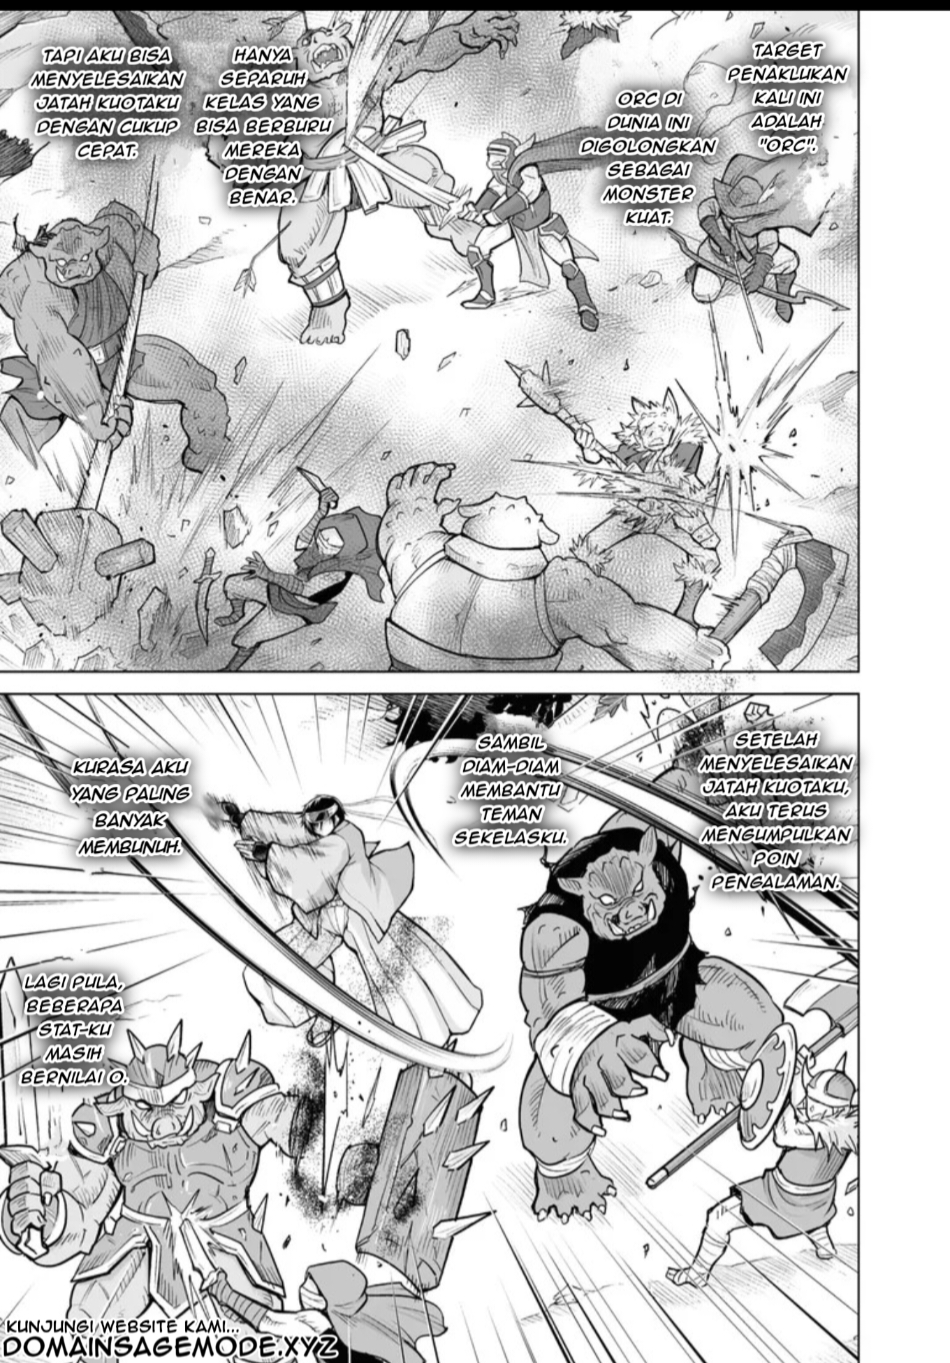 TARGET
PENAKLUKAN
KALI INI
ADALAH
"ORC".
ORC DI
DUNIA INI
DIGOLONGKAN
SEBAGAI
MONSTER
KUAT.
HANYA
SEPARUH
KELAS YANG
BISA BERBURU
MEREKA
DENGAN
BENAR.
TAPI AKU BISA
MENYELESAIKAN
JATAH KUOTAKU
DENGAN CUKUP
CEPAT.
SETELAH
MENYELESAIKAN
JATAH KUOTAKU,
AKU TERUS
MENGUMPULKAN
POIN
PENGALAMAN.
SAMBIL
DIAM-DIAM
MEMBANTU
TEMAN
SEKELASKU.
KURASA AKU
YANG PALING
BANYAK
MEMBUNUH.
LAGI PULA,
BEBERAPA
STAT-KU
MASIH
BERNILAI 0.
KUNJUNGI WEBSITE KAMI...
DOMAINSAGEMODE.XYZ